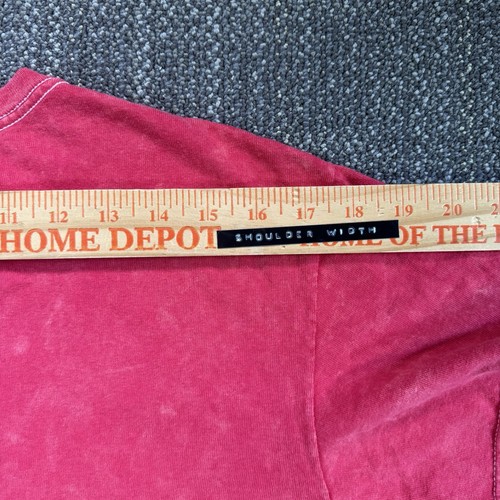 11 12 13 14 15 16 17 18 19 20
HOME DEPOT HOME OF THE
SHOULDER WIDTH